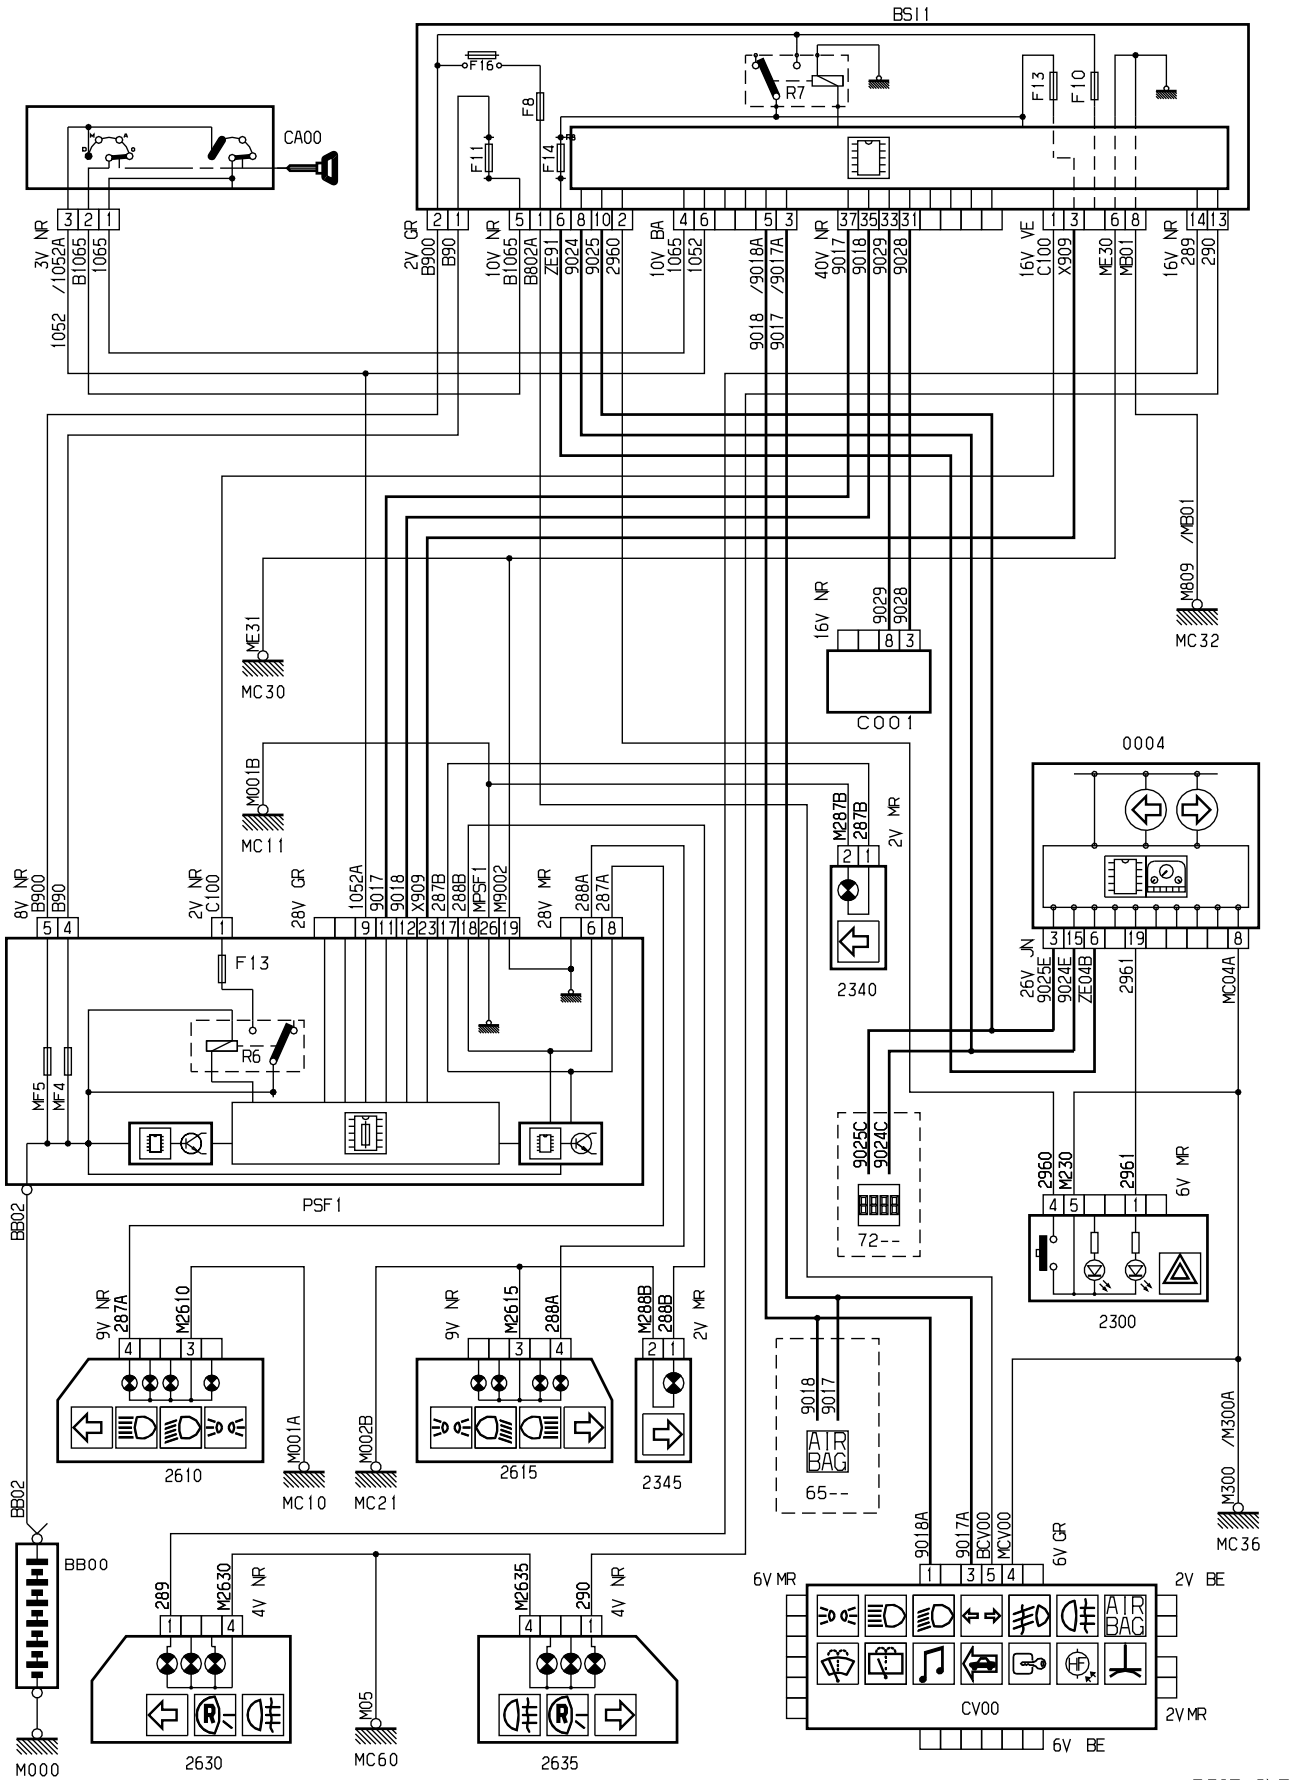 BSI1
F16
F8
F11
F14
R7
F13
F10
CA00
M
A
D
3 2 1
3V NR
1052 /1052A
B1065
1065
2 1
2V GR
B900
B90
5 1 6 8 10 2
10V NR
B1065
B802A
ZE91
9024
9025
2960
4 6 5 3
10V BA
1065
1052
9018 /9018A
9017 /9017A
37 35 33 31
40V NR
9017
9018
9029
9028
1 3 6 8
16V VE
C100
X909
ME30
MB01
14 13
16V NR
289
290
M809 /MB01
MC32
ME31
MC30
16V NR
9029
9028
8 3
C001
M001B
MC11
0004
M287B
287B
2V MR
2 1
2340
8V NR
B900
B90
5 4
2V NR
C100
1
28V GR
1052A
9017
9018
X909
287B
288B
MPSF1
M9002
9 11 12 23 17 18 26 19
28V MR
288A
287A
6 8
F13
R6
MF5
MF4
PSF1
3 15 6 19 8
26V JN
9025E
9024E
ZE04B
2961
MC04A
9025C
9024C
72--
2960
M230
2961
6V MR
4 5 1
2300
BB02
BB02
9V NR
287A
M2610
4 3
2610
M001A
MC10
M002B
MC21
9V NR
M2615
288A
3 4
2615
M288B
288B
2V MR
2 1
2345
9018
9017
AIR
BAG
65--
M300 /M300A
MC36
BB00
M000
289
M2630
4V NR
1 4
R
2630
M05
MC60
M2635
290
4V NR
4 1
R
2635
9018A
9017A
BCV00
MCV00
6V GR
1 3 5 4
6V MR
2V BE
AIR
BAG
HF
CV00
2V MR
6V BE